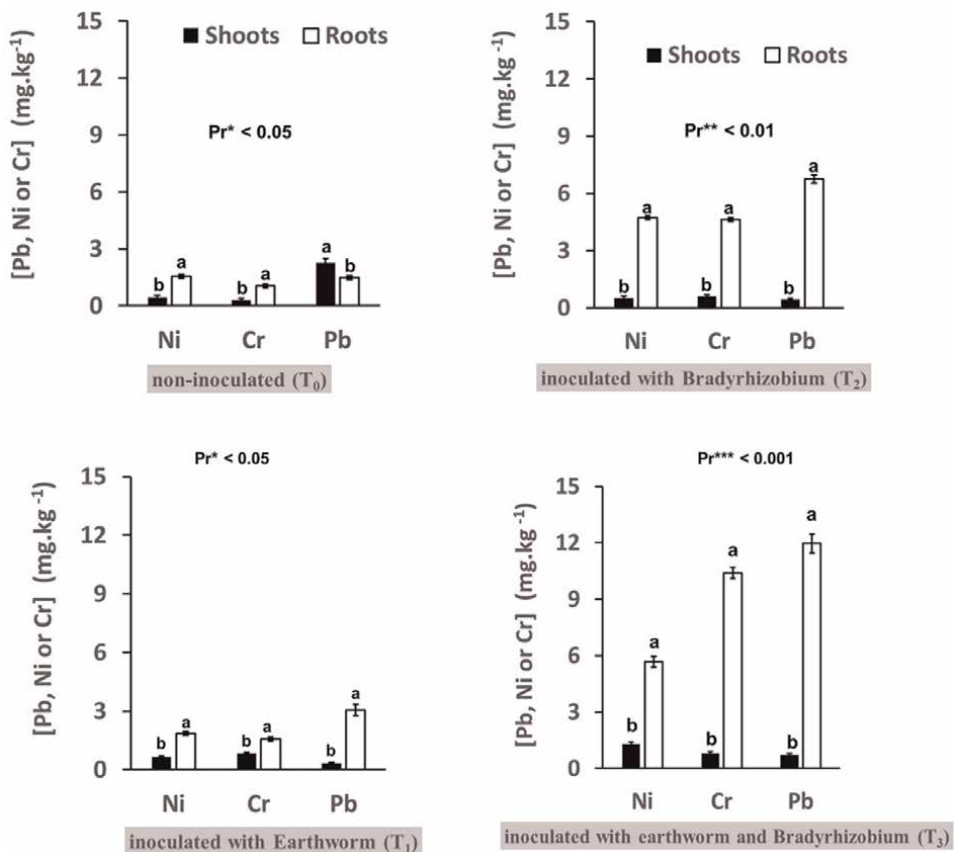 [Pb, Ni or Cr] (mg.kg⁻¹)
15
12
9
6
3
0
Shoots Roots
Pr* < 0.05
b a b a a b
Ni Cr Pb
non-inoculated (T₀)
[Pb, Ni or Cr] (mg.kg⁻¹)
15
12
9
6
3
0
Shoots Roots
Pr** < 0.01
b a b a b a
Ni Cr Pb
inoculated with Bradyrhizobium (T₂)
[Pb, Ni or Cr] (mg.kg⁻¹)
Pr* < 0.05
15
12
9
6
3
0
b a b a b a
Ni Cr Pb
inoculated with Earthworm (T₁)
[Pb, Ni or Cr] (mg.kg⁻¹)
Pr*** < 0.001
15
12
9
6
3
0
b a b a b a
Ni Cr Pb
inoculated with earthworm and Bradyrhizobium (T₃)